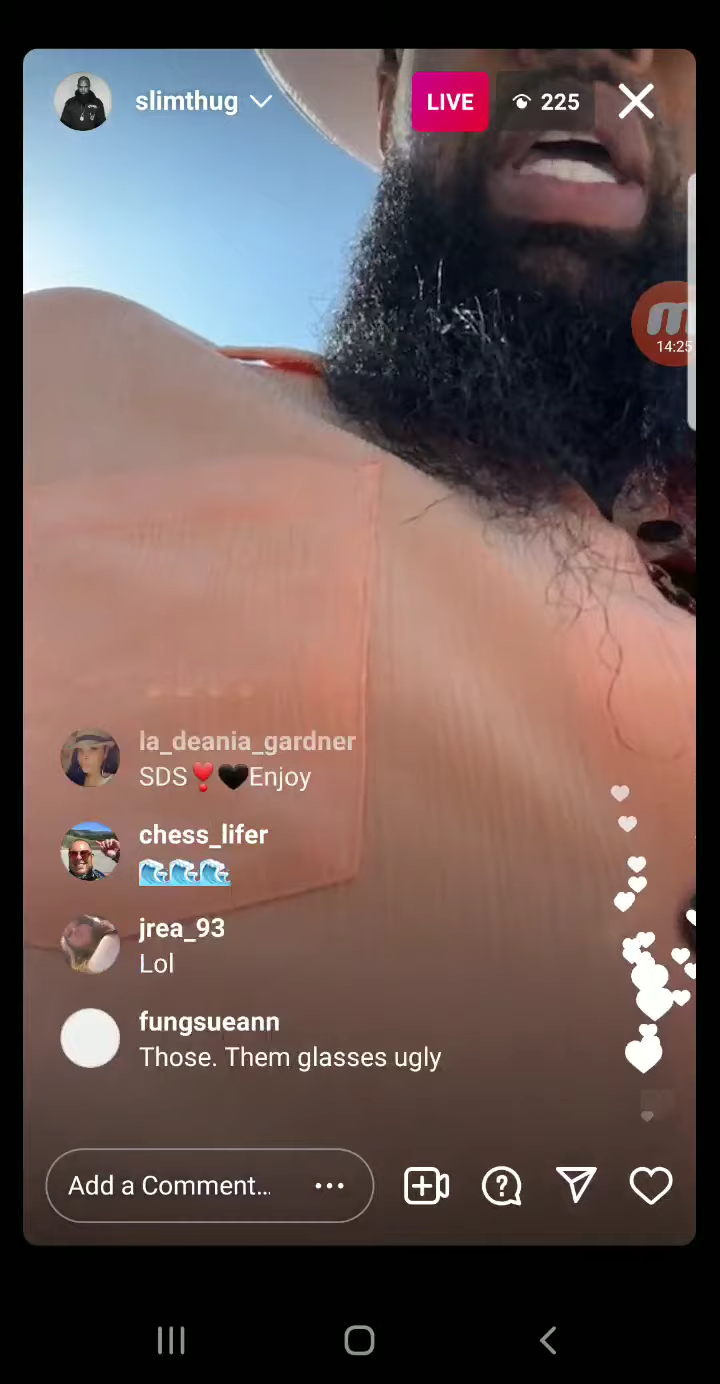 slimthug
LIVE
225
14:25
la_deania_gardner
SDS❣️🖤Enjoy
chess_lifer
🌊🌊🌊
jrea_93
Lol
fungsueann
Those. Them glasses ugly
Add a Comment...